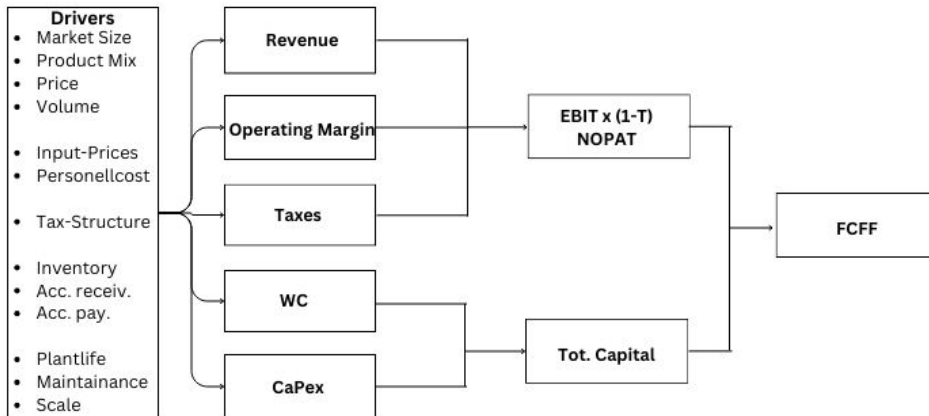 Drivers
• Market Size
• Product Mix
• Price
• Volume
• Input-Prices
• Personellcost
• Tax-Structure
• Inventory
• Acc. receiv.
• Acc. pay.
• Plantlife
• Maintainance
• Scale
Revenue
Operating Margin
Taxes
WC
CaPex
EBIT x (1-T)
NOPAT
Tot. Capital
FCFF